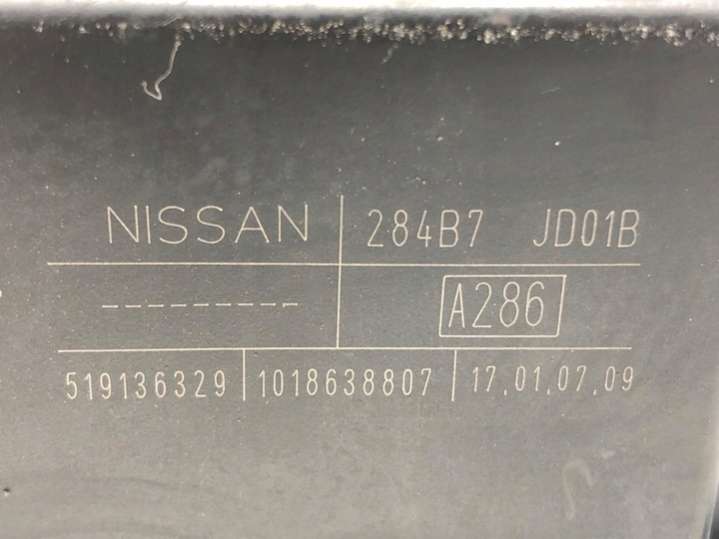 NISSAN 284B7 JD01B
--------- A286
519136329 1018638807 17.01.07.09